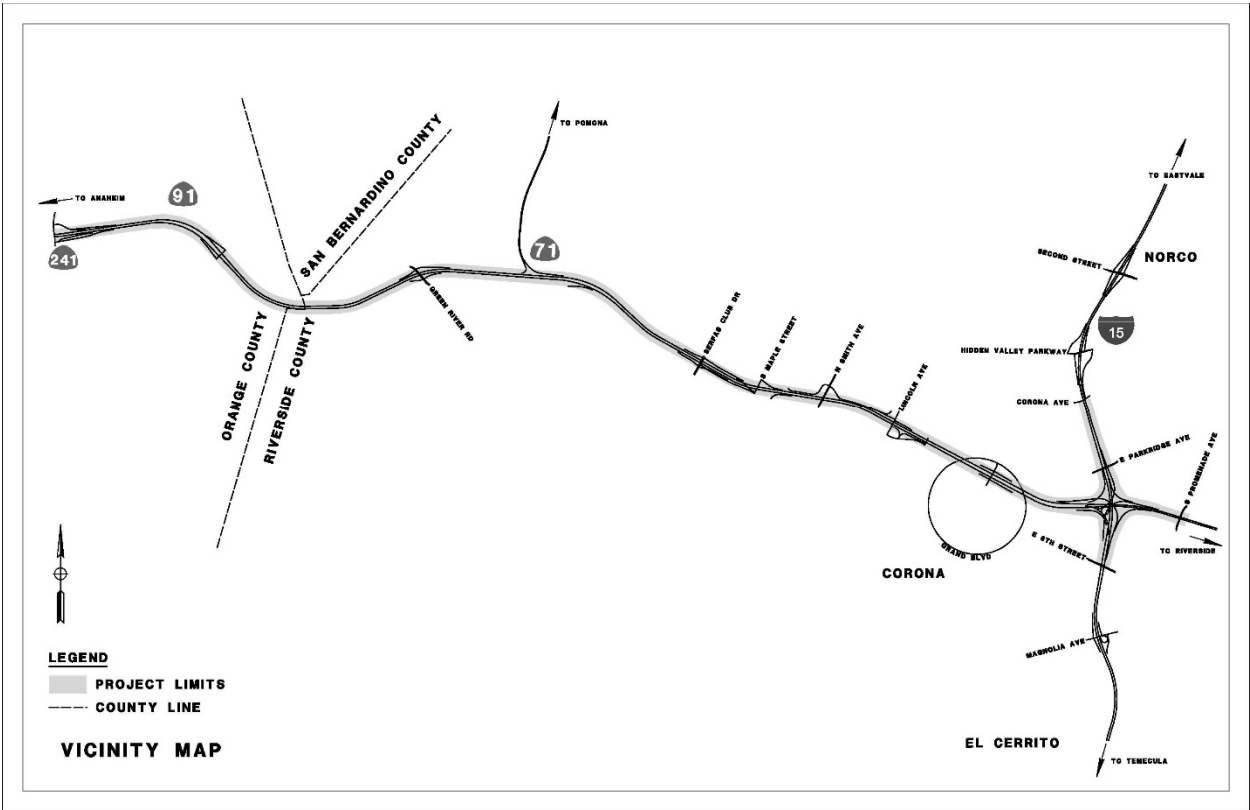 SAN BERNARDINO COUNTY
TO POMONA
TO EASTVALE
91
TO ANAHEIM
241
71
SECOND STREET
NORCO
15
GREEN RIVER RD
ORANGE COUNTY
RIVERSIDE COUNTY
SERFAS CLUB DR
S MAPLE STREET
N SMITH AVE
LINCOLN AVE
HIDDEN VALLEY PARKWAY
CORONA AVE
E PARKRIDGE AVE
S PROMENADE AVE
TO RIVERSIDE
GRAND BLVD
E 6TH STREET
CORONA
MAGNOLIA AVE
EL CERRITO
TO TEMECULA
LEGEND
PROJECT LIMITS
COUNTY LINE
VICINITY MAP